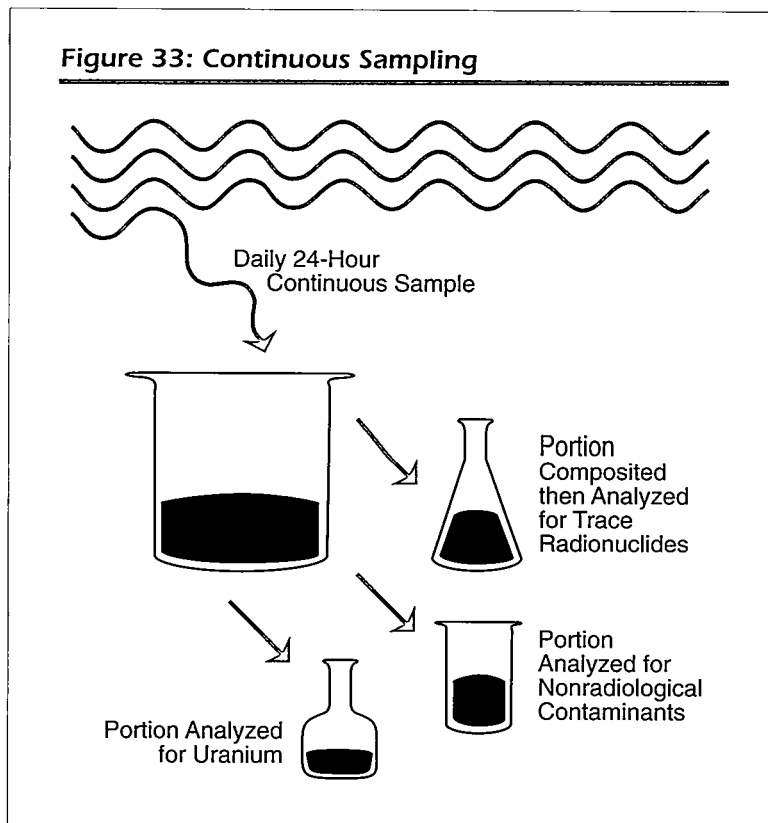 Figure 33: Continuous Sampling
Daily 24-Hour
Continuous Sample
Portion
Composited
then Analyzed
for Trace
Radionuclides
Portion
Analyzed for
Nonradiological
Contaminants
Portion Analyzed
for Uranium